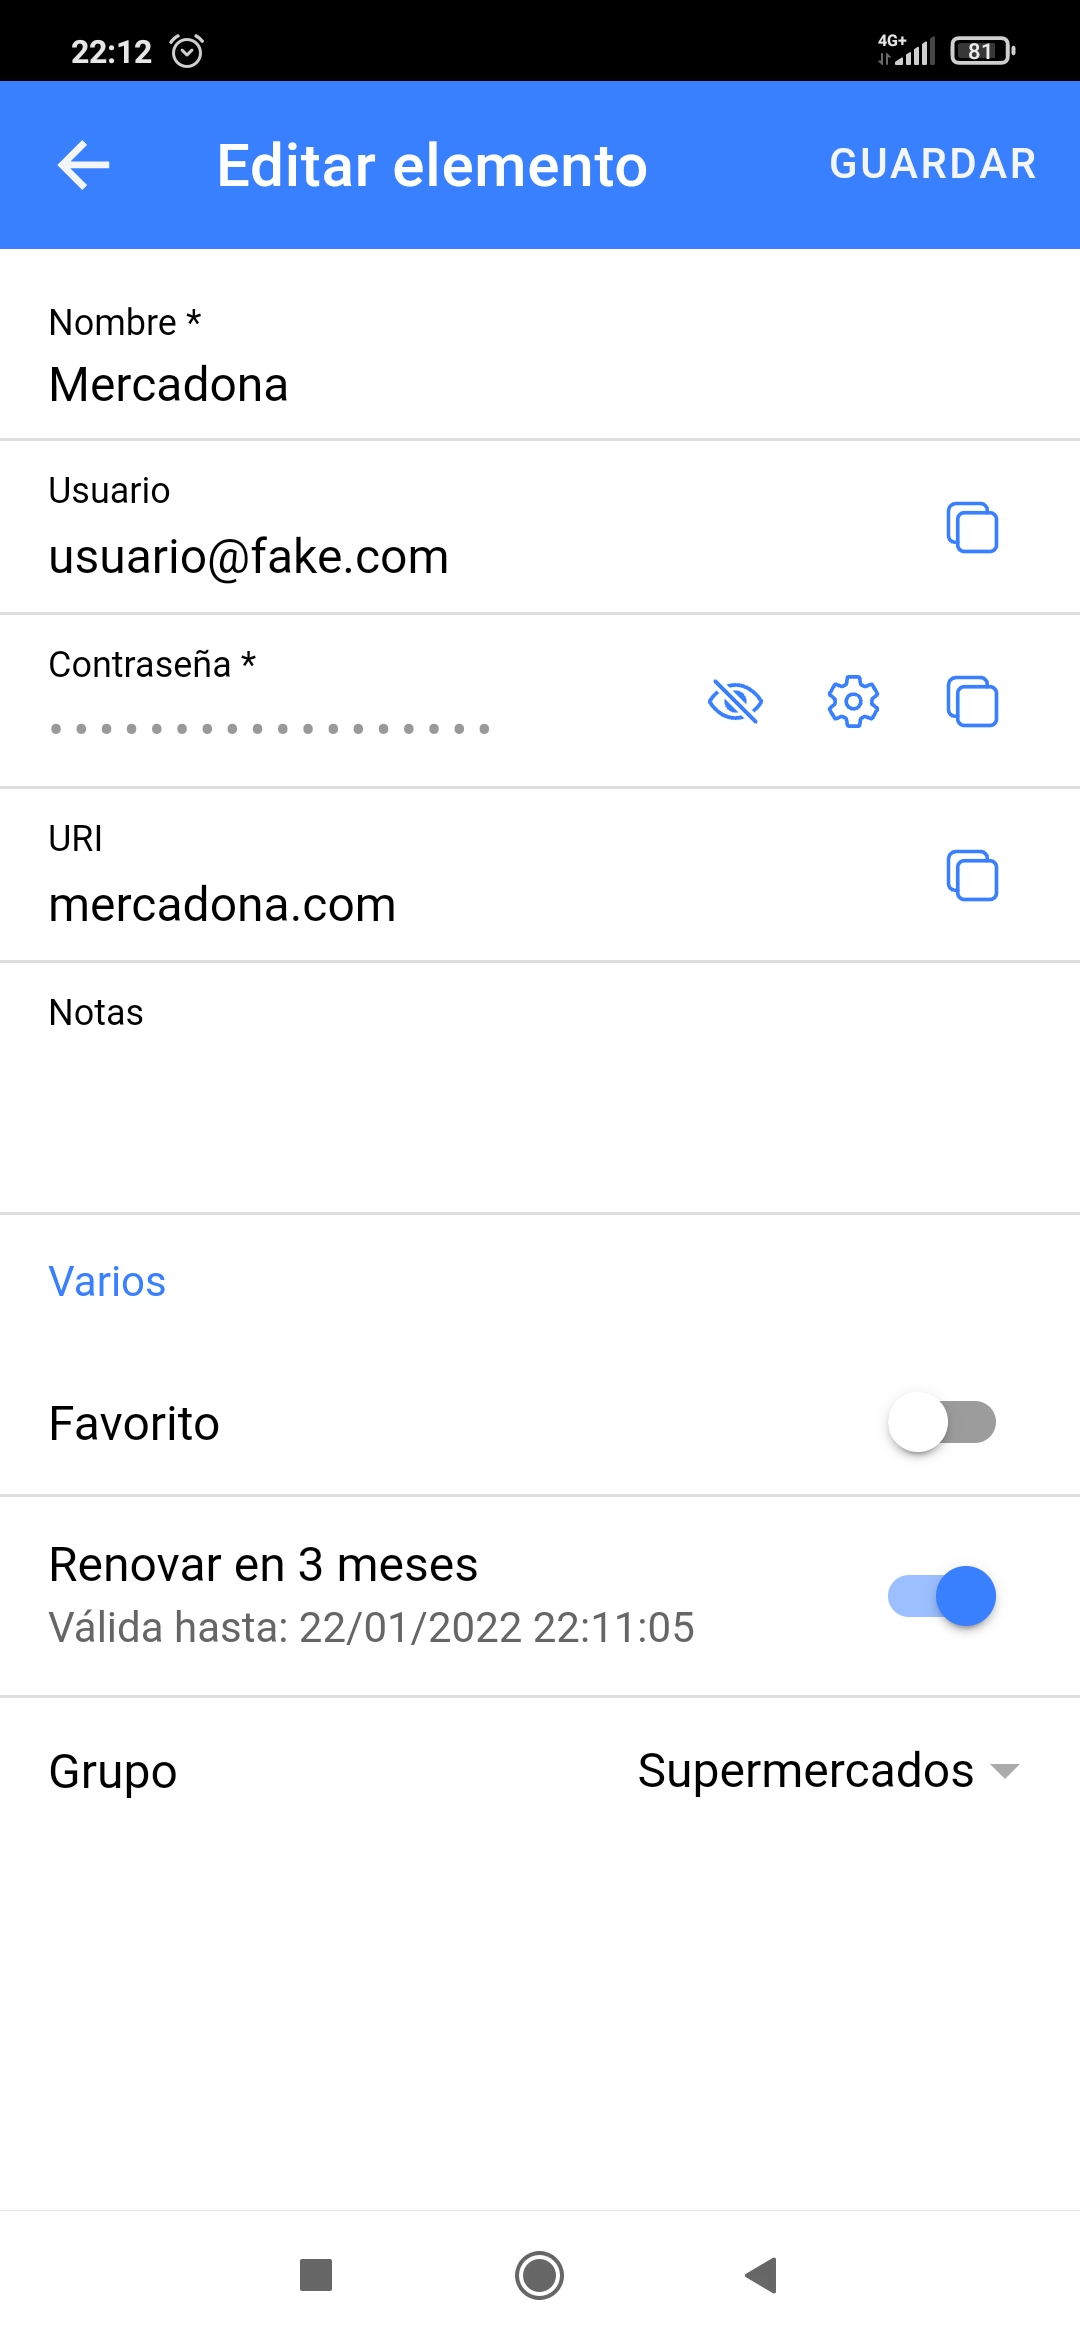 22:12 4G+ 81
Editar elemento GUARDAR
Nombre *
Mercadona
Usuario
usuario@fake.com
Contraseña *
••••••••••••••••••
URI
mercadona.com
Notas
Varios
Favorito
Renovar en 3 meses
Válida hasta: 22/01/2022 22:11:05
Grupo Supermercados